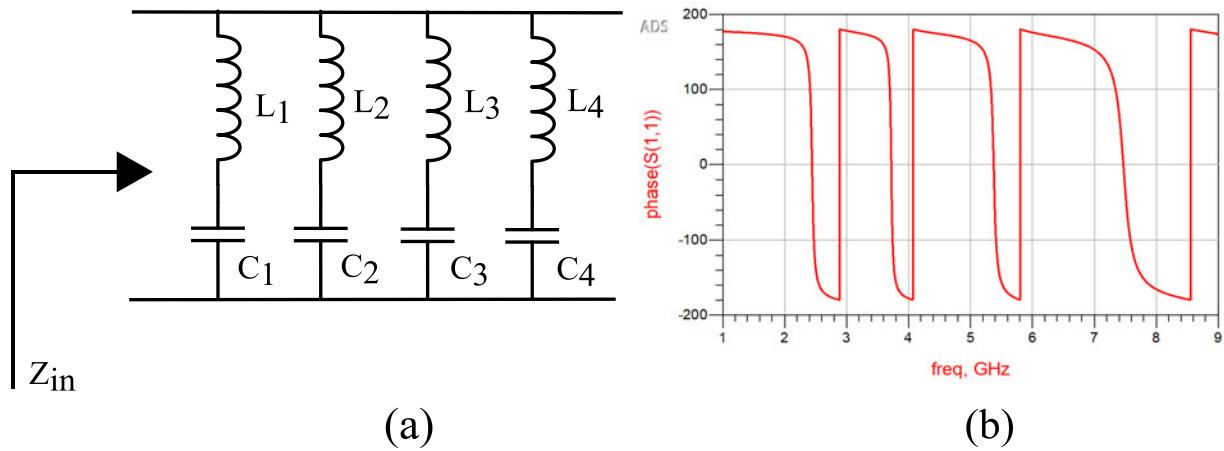 L1
L2
L3
L4
C1
C2
C3
C4
Zin
(a)
ADS
200
100
0
-100
-200
phase(S(1,1))
1 2 3 4 5 6 7 8 9
freq, GHz
(b)